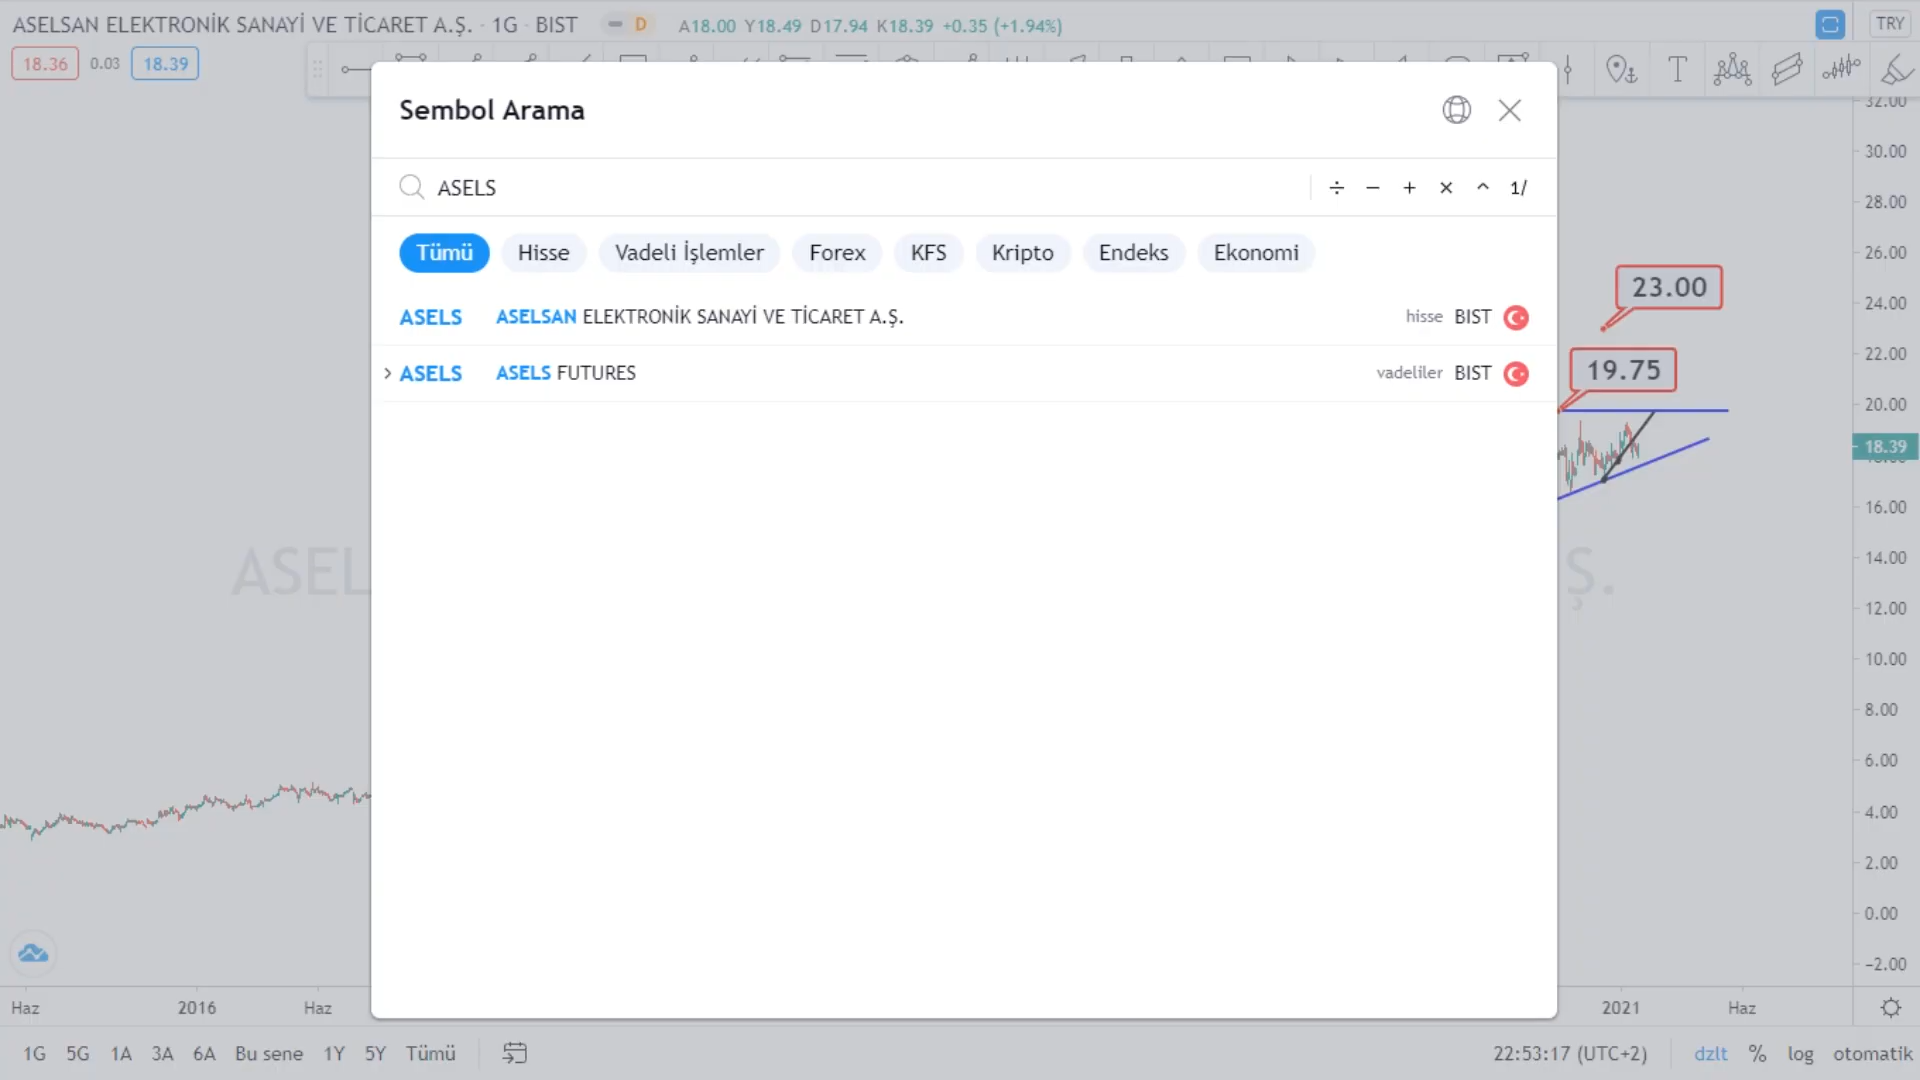 ASELSAN ELEKTRONİK SANAYİ VE TİCARET A.Ş. · 1G · BIST D A18.00 Y18.49 D17.94 K18.39 +0.35 (+1.94%) TRY
18.36 0.03 18.39
Sembol Arama
ASELS ÷ − + × ^ 1/
Tümü Hisse Vadeli İşlemler Forex KFS Kripto Endeks Ekonomi
ASELS ASELSAN ELEKTRONİK SANAYİ VE TİCARET A.Ş. hisse BIST
ASELS ASELS FUTURES vadeliler BIST
23.00
19.75
32.00
30.00
28.00
26.00
24.00
22.00
20.00
18.39
16.00
14.00
12.00
10.00
8.00
6.00
4.00
2.00
0.00
−2.00
ASEL
Ş.
Haz 2016 Haz 2021 Haz
1G 5G 1A 3A 6A Bu sene 1Y 5Y Tümü 22:53:17 (UTC+2) dzlt % log otomatik